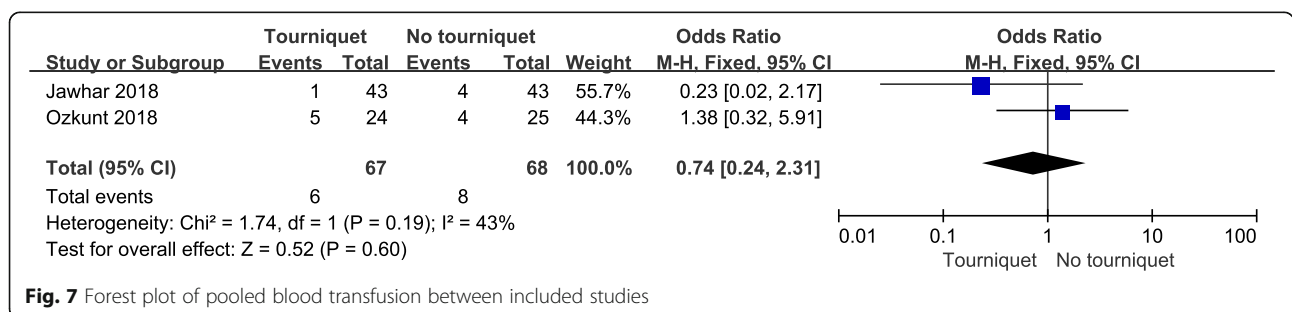 Tourniquet No tourniquet Odds Ratio Odds Ratio
Study or Subgroup Events Total Events Total Weight M-H, Fixed, 95% CI M-H, Fixed, 95% CI
Jawhar 2018 1 43 4 43 55.7% 0.23 [0.02, 2.17]
Ozkunt 2018 5 24 4 25 44.3% 1.38 [0.32, 5.91]
Total (95% CI) 67 68 100.0% 0.74 [0.24, 2.31]
Total events 6 8
Heterogeneity: Chi² = 1.74, df = 1 (P = 0.19); I² = 43%
Test for overall effect: Z = 0.52 (P = 0.60)
0.01 0.1 1 10 100
Tourniquet No tourniquet
Fig. 7 Forest plot of pooled blood transfusion between included studies